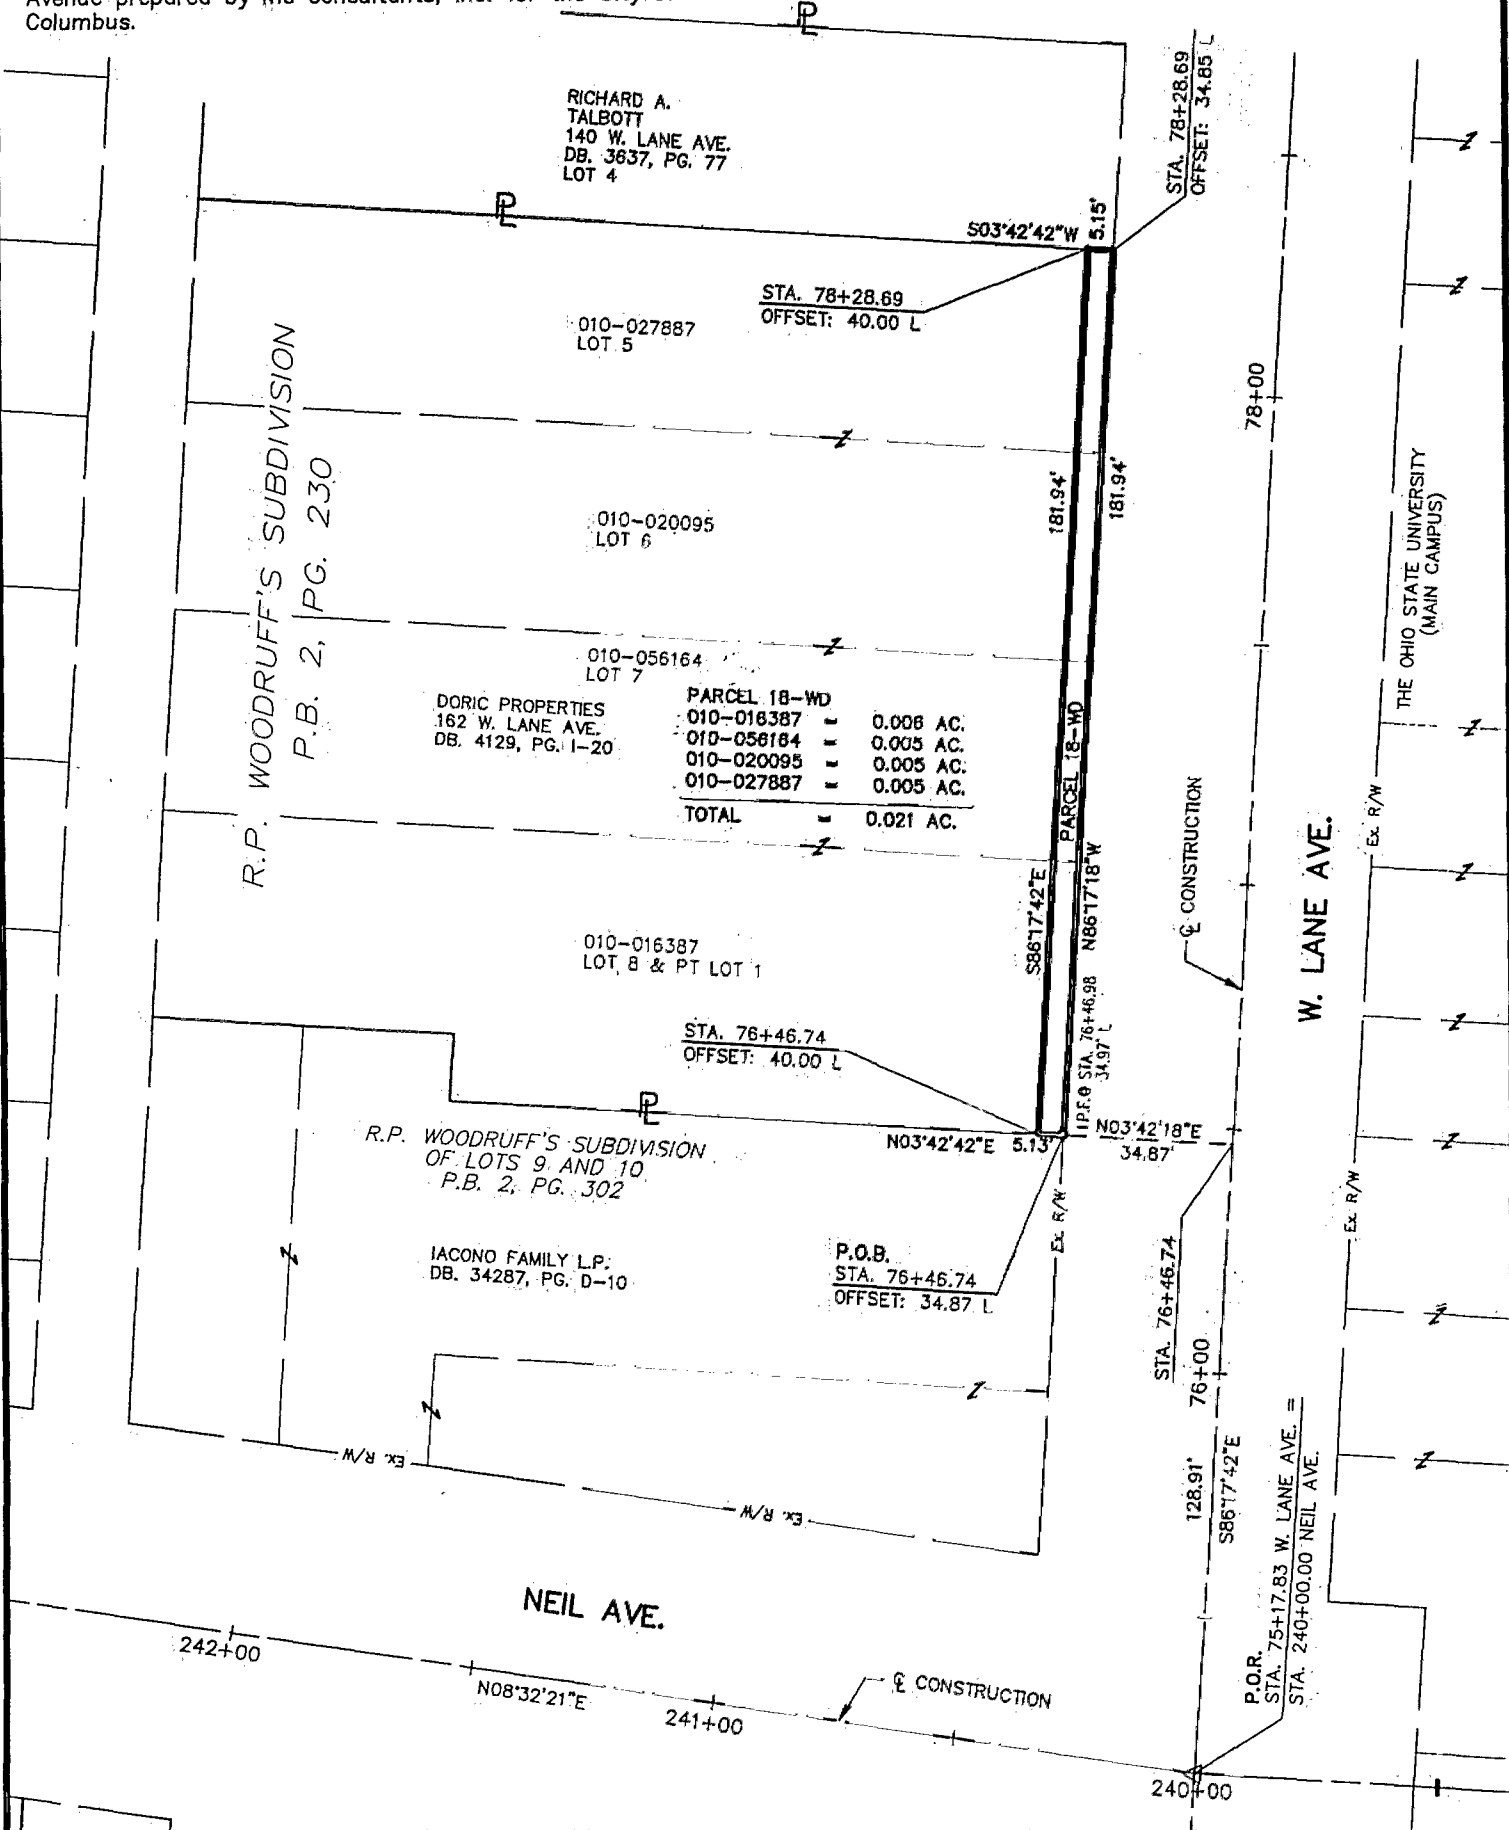 Columbus.
RICHARD A.
TALBOTT
140 W. LANE AVE.
DB. 3637, PG. 77
LOT 4
STA. 78+28.69
OFFSET: 34.85 L
S03°42'42"W
5.15'
STA. 78+28.69
OFFSET: 40.00 L
010-027887
LOT 5
78+00
R.P. WOODRUFF'S SUBDIVISION
P.B. 2, PG. 230
010-020095
LOT 6
181.94'
181.94'
THE OHIO STATE UNIVERSITY
(MAIN CAMPUS)
010-056164
LOT 7
DORIC PROPERTIES
162 W. LANE AVE.
DB. 4129, PG. I-20
PARCEL 18-WD
010-016387 = 0.006 AC.
010-056164 = 0.005 AC.
010-020095 = 0.005 AC.
010-027887 = 0.005 AC.
TOTAL = 0.021 AC.
PARCEL 18-WD
Ex. R/W
℄ CONSTRUCTION
W. LANE AVE.
S86°17'42"E
N86°17'18"W
010-016387
LOT 8 & PT LOT 1
I.P.F.@ STA. 76+46.98
34.97' L
STA. 76+46.74
OFFSET: 40.00 L
N03°42'42"E 5.13'
N03°42'18"E
34.87'
R.P. WOODRUFF'S SUBDIVISION
OF LOTS 9 AND 10
P.B. 2, PG. 302
Ex. R/W
Ex. R/W
IACONO FAMILY L.P.
DB. 34287, PG. D-10
P.O.B.
STA. 76+46.74
OFFSET: 34.87 L
STA. 76+46.74
76+00
Ex. R/W
Ex. R/W
128.91'
S86°17'42"E
P.O.R.
STA. 75+17.83 W. LANE AVE. =
STA. 240+00.00 NEIL AVE.
NEIL AVE.
242+00
N08°32'21"E
241+00
℄ CONSTRUCTION
240+00